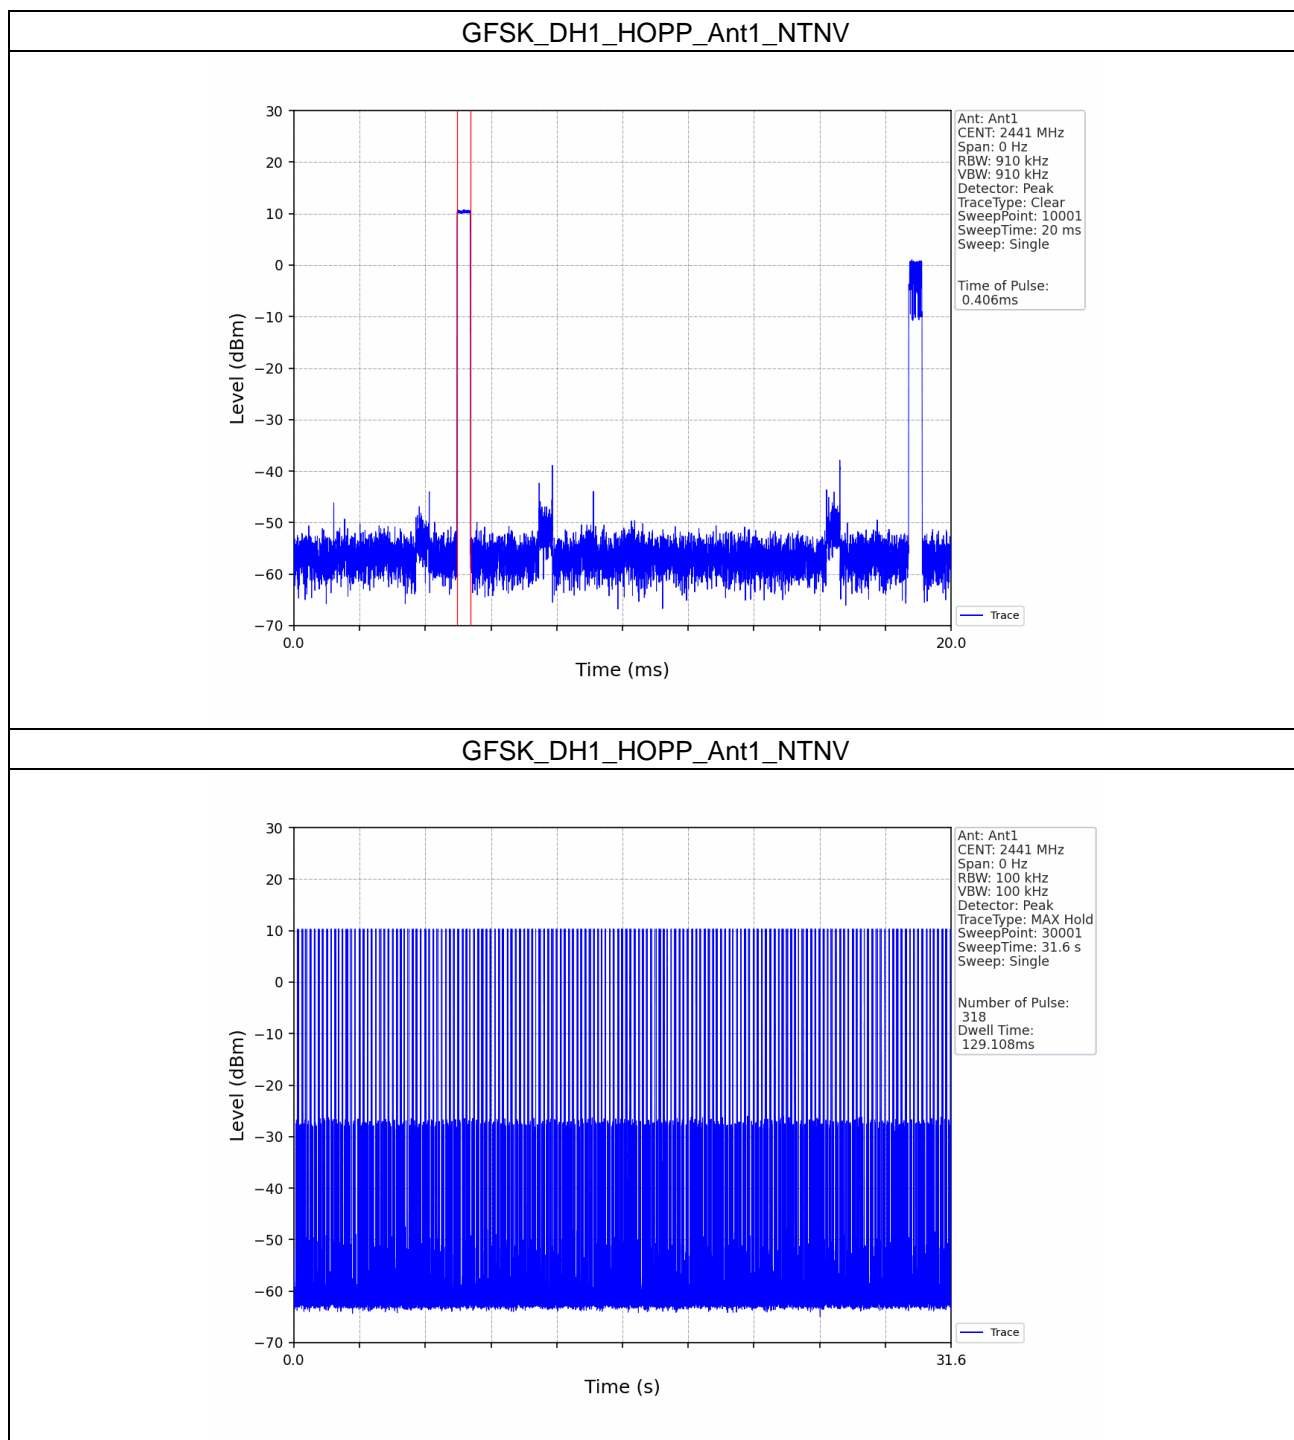 GFSK_DH1_HOPP_Ant1_NTNV
30
20
10
0
−10
−20
−30
−40
−50
−60
−70
Level (dBm)
0.0
20.0
Time (ms)
Ant: Ant1
CENT: 2441 MHz
Span: 0 Hz
RBW: 910 kHz
VBW: 910 kHz
Detector: Peak
TraceType: Clear
SweepPoint: 10001
SweepTime: 20 ms
Sweep: Single
Time of Pulse:
0.406ms
Trace
GFSK_DH1_HOPP_Ant1_NTNV
30
20
10
0
−10
−20
−30
−40
−50
−60
−70
Level (dBm)
0.0
31.6
Time (s)
Ant: Ant1
CENT: 2441 MHz
Span: 0 Hz
RBW: 100 kHz
VBW: 100 kHz
Detector: Peak
TraceType: MAX Hold
SweepPoint: 30001
SweepTime: 31.6 s
Sweep: Single
Number of Pulse:
318
Dwell Time:
129.108ms
Trace